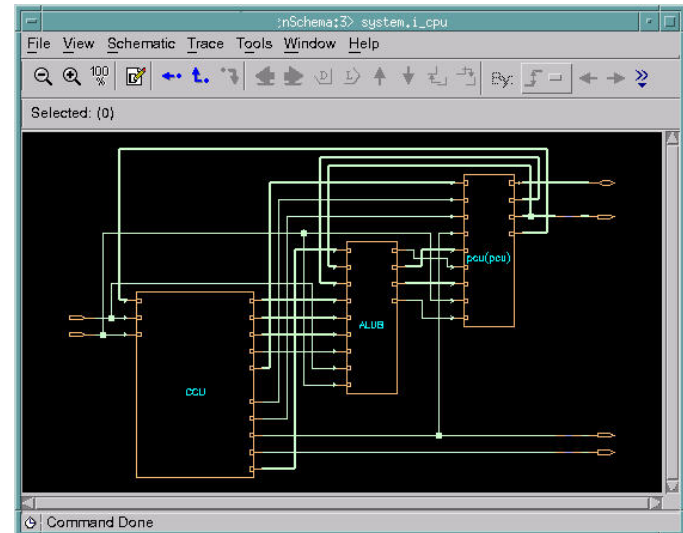 :nSchema:3> system.i_cpu
File View Schematic Trace Tools Window Help
100 % D L By:
Selected: (0)
pcu(pcu)
ALUB
CCU
Command Done